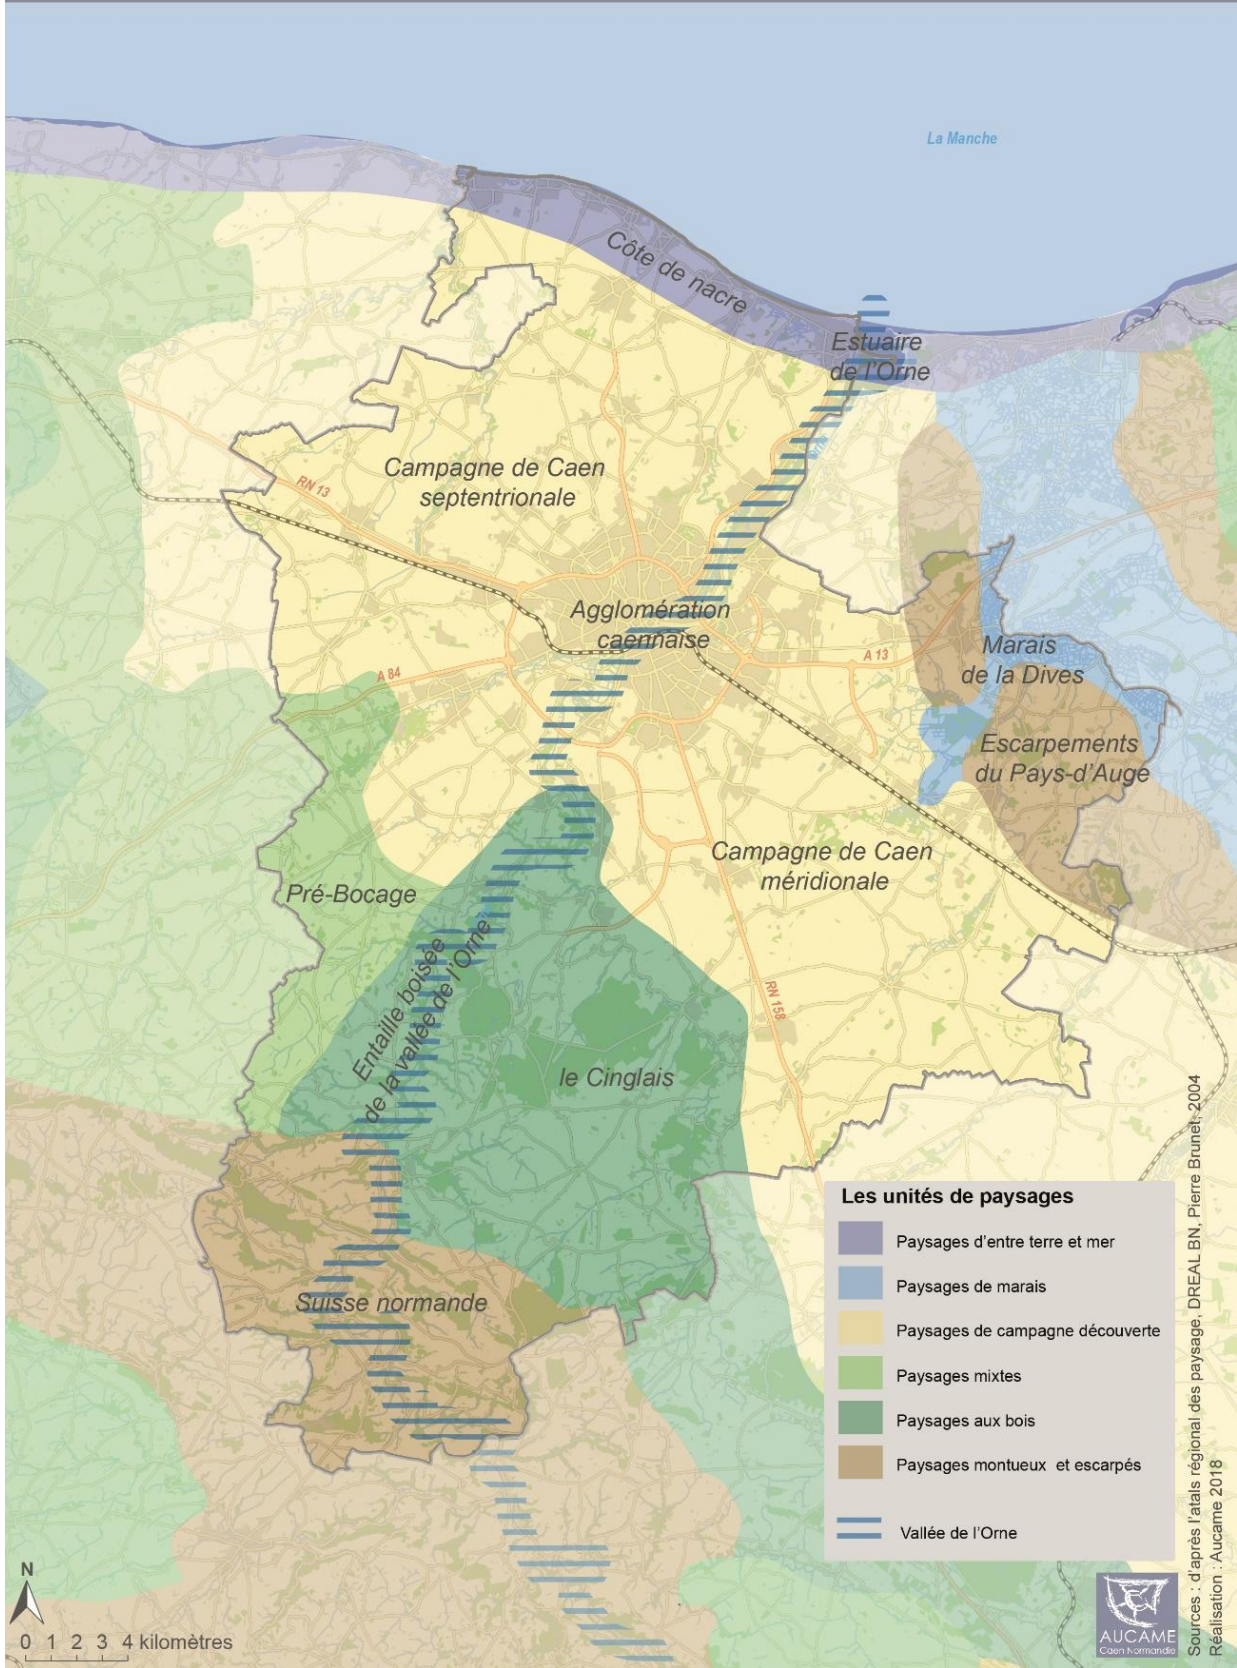 La Manche
Côte de nacre
Estuaire
de l'Orne
Campagne de Caen
septentrionale
RN 13
Agglomération
caennaise
A 84
A 13
Marais
de la Dives
Escarpements
du Pays-d'Auge
Campagne de Caen
méridionale
Pré-Bocage
Entaille boisée
de la vallée de l'Orne
le Cinglais
RN 158
Suisse normande
Les unités de paysages
Paysages d'entre terre et mer
Paysages de marais
Paysages de campagne découverte
Paysages mixtes
Paysages aux bois
Paysages montueux et escarpés
Vallée de l'Orne
N
0 1 2 3 4 kilomètres
AUCAME
Caen Normandie
Sources : d'après l'atals régional des paysage, DREAL BN, Pierre Brunet, 2004
Réalisation : Aucame 2018